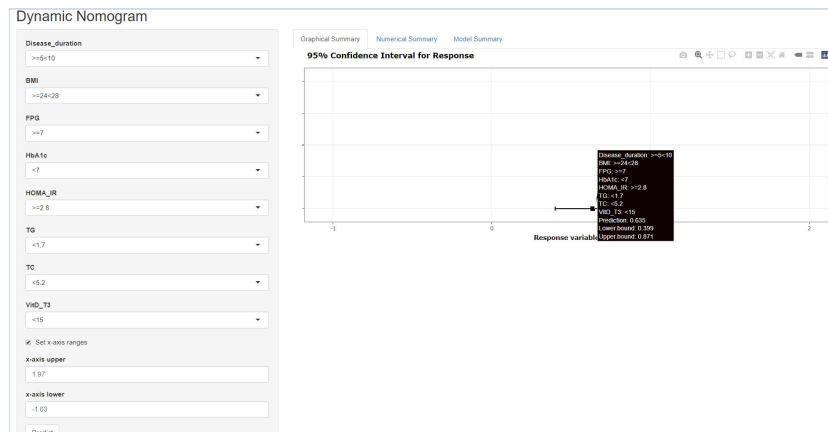 Dynamic Nomogram
Disease_duration
>=5<10
BMI
>=24<28
FPG
>=7
HbA1c
<7
HOMA_IR
>=2.8
TG
<1.7
TC
<5.2
VitD_T3
<15
Set x-axis ranges
x-axis upper
1.97
x-axis lower
-1.03
Predict
Graphical Summary Numerical Summary Model Summary
95% Confidence Interval for Response
Disease_duration: >=5<10
BMI: >=24<28
FPG: >=7
HbA1c: <7
HOMA_IR: >=2.8
TG: <1.7
TC: <5.2
VitD_T3: <15
Prediction: 0.635
Lower.bound: 0.399
Upper.bound: 0.871
-1 0 2
Response variable